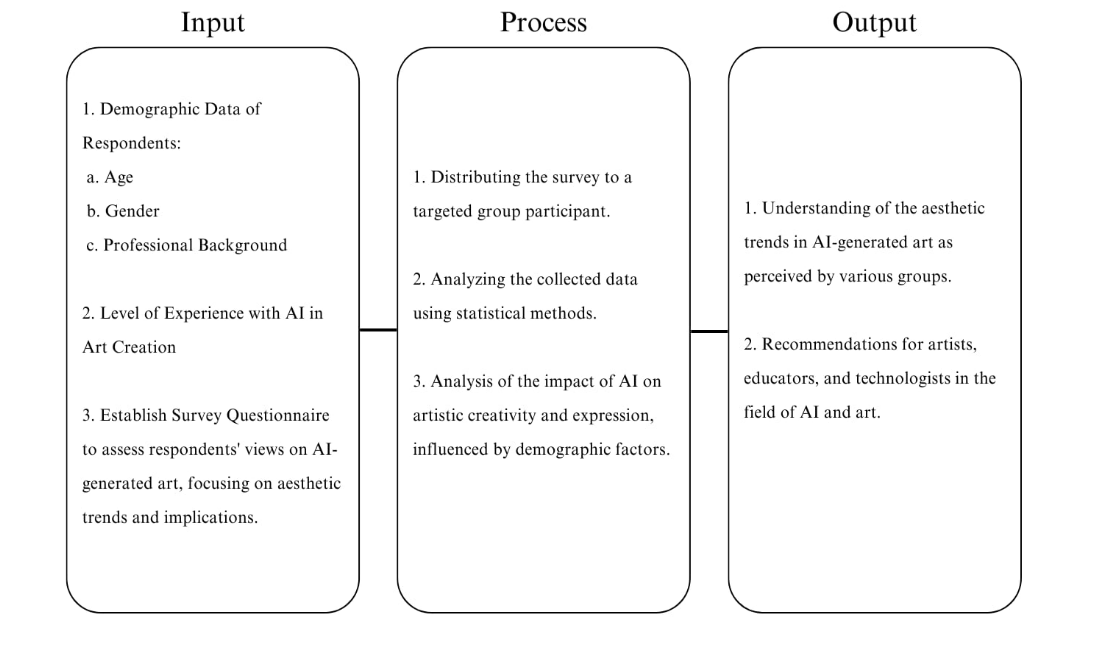 Input
1. Demographic Data of
Respondents:
a. Age
b. Gender
c. Professional Background
2. Level of Experience with AI in
Art Creation
3. Establish Survey Questionnaire
to assess respondents' views on AI-
generated art, focusing on aesthetic
trends and implications.
Process
1. Distributing the survey to a
targeted group participant.
2. Analyzing the collected data
using statistical methods.
3. Analysis of the impact of AI on
artistic creativity and expression,
influenced by demographic factors.
Output
1. Understanding of the aesthetic
trends in AI-generated art as
perceived by various groups.
2. Recommendations for artists,
educators, and technologists in the
field of AI and art.